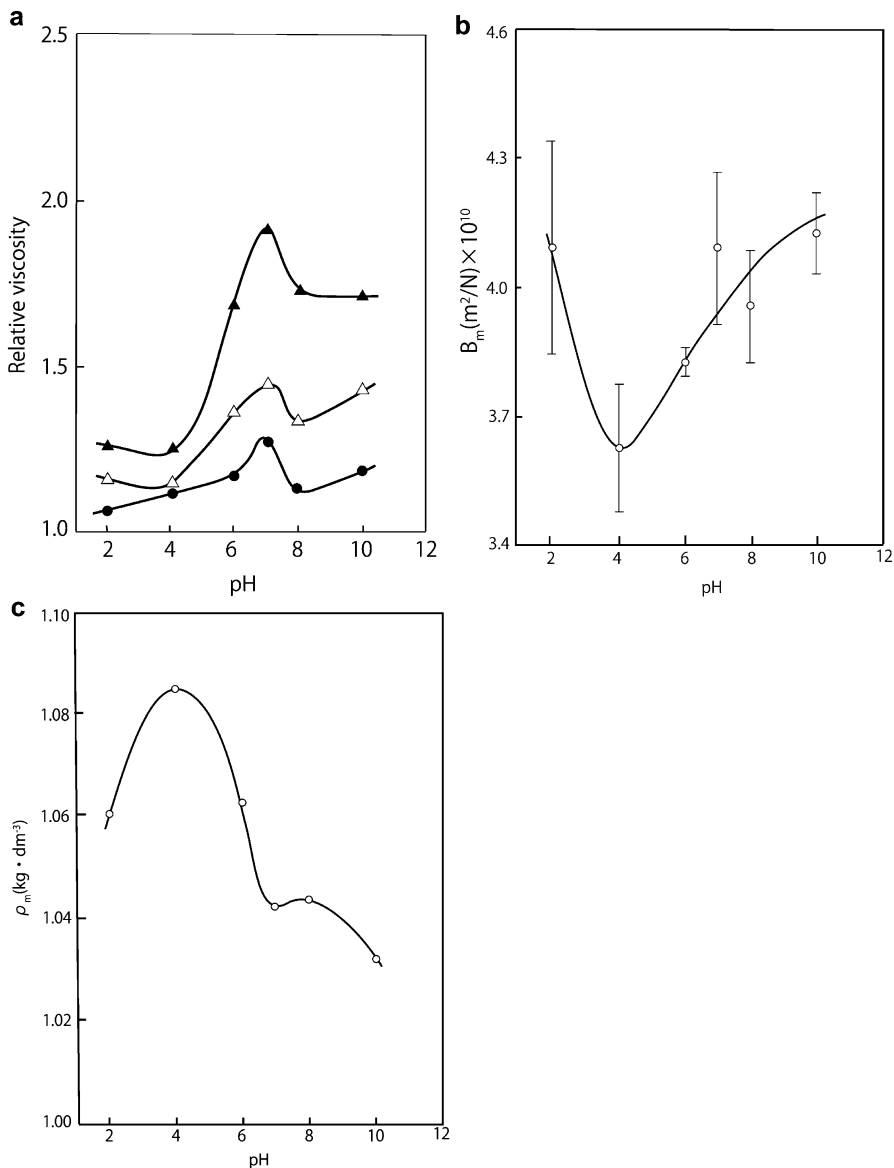 a
2.5
2.0
1.5
1.0
Relative viscosity
2 4 6 8 10 12
pH
b
4.6
4.3
4.0
3.7
3.4
Bm(m²/N)×10¹⁰
2 4 6 8 10 12
pH
c
1.10
1.08
1.06
1.04
1.02
1.00
ρm(kg・dm⁻³)
2 4 6 8 10 12
pH